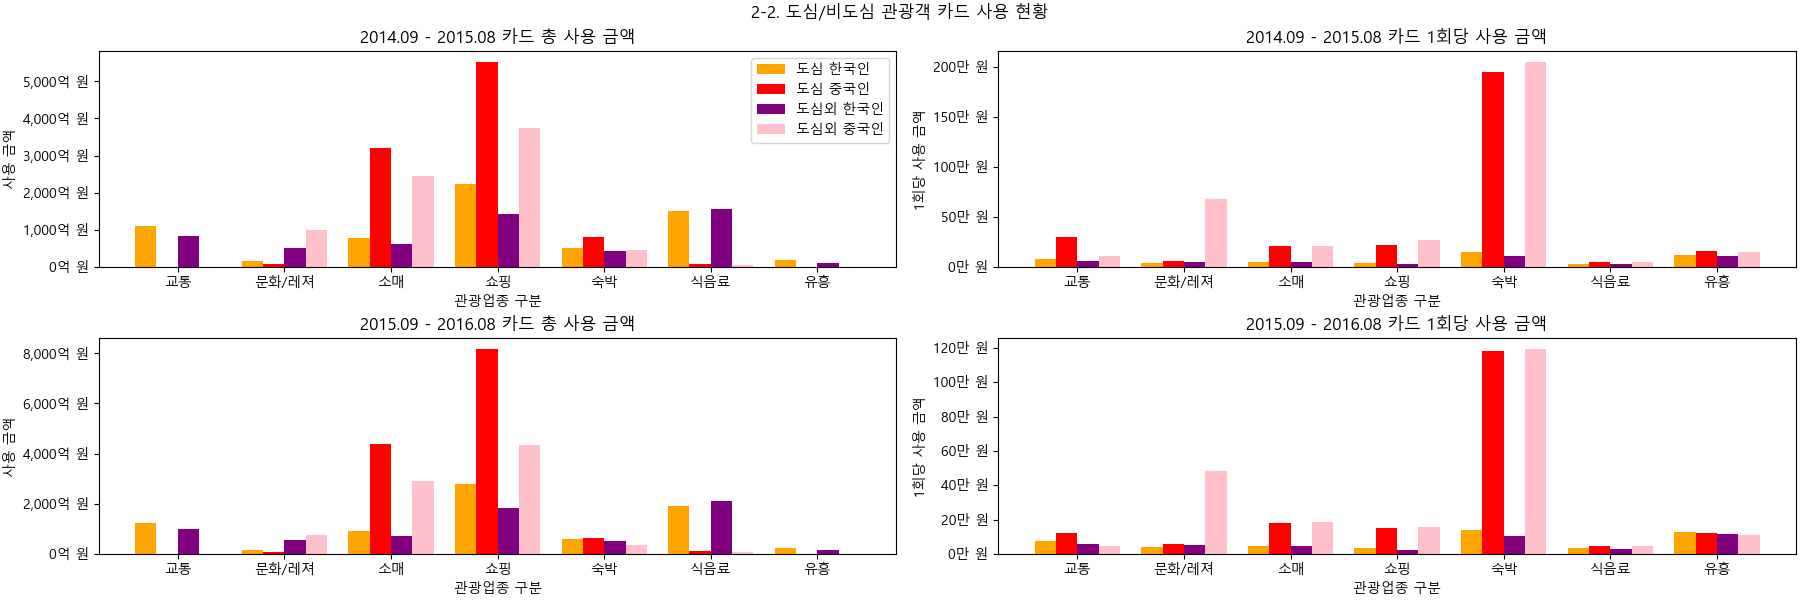 2-2. 도심/비도심 관광객 카드 사용 현황
2014.09 - 2015.08 카드 총 사용 금액
사용 금액
5,000억 원
4,000억 원
3,000억 원
2,000억 원
1,000억 원
0억 원
도심 한국인
도심 중국인
도심외 한국인
도심외 중국인
교통 문화/레져 소매 쇼핑 숙박 식음료 유흥
관광업종 구분
2014.09 - 2015.08 카드 1회당 사용 금액
1회당 사용 금액
200만 원
150만 원
100만 원
50만 원
0만 원
교통 문화/레져 소매 쇼핑 숙박 식음료 유흥
관광업종 구분
2015.09 - 2016.08 카드 총 사용 금액
사용 금액
8,000억 원
6,000억 원
4,000억 원
2,000억 원
0억 원
교통 문화/레져 소매 쇼핑 숙박 식음료 유흥
관광업종 구분
2015.09 - 2016.08 카드 1회당 사용 금액
1회당 사용 금액
120만 원
100만 원
80만 원
60만 원
40만 원
20만 원
0만 원
교통 문화/레져 소매 쇼핑 숙박 식음료 유흥
관광업종 구분